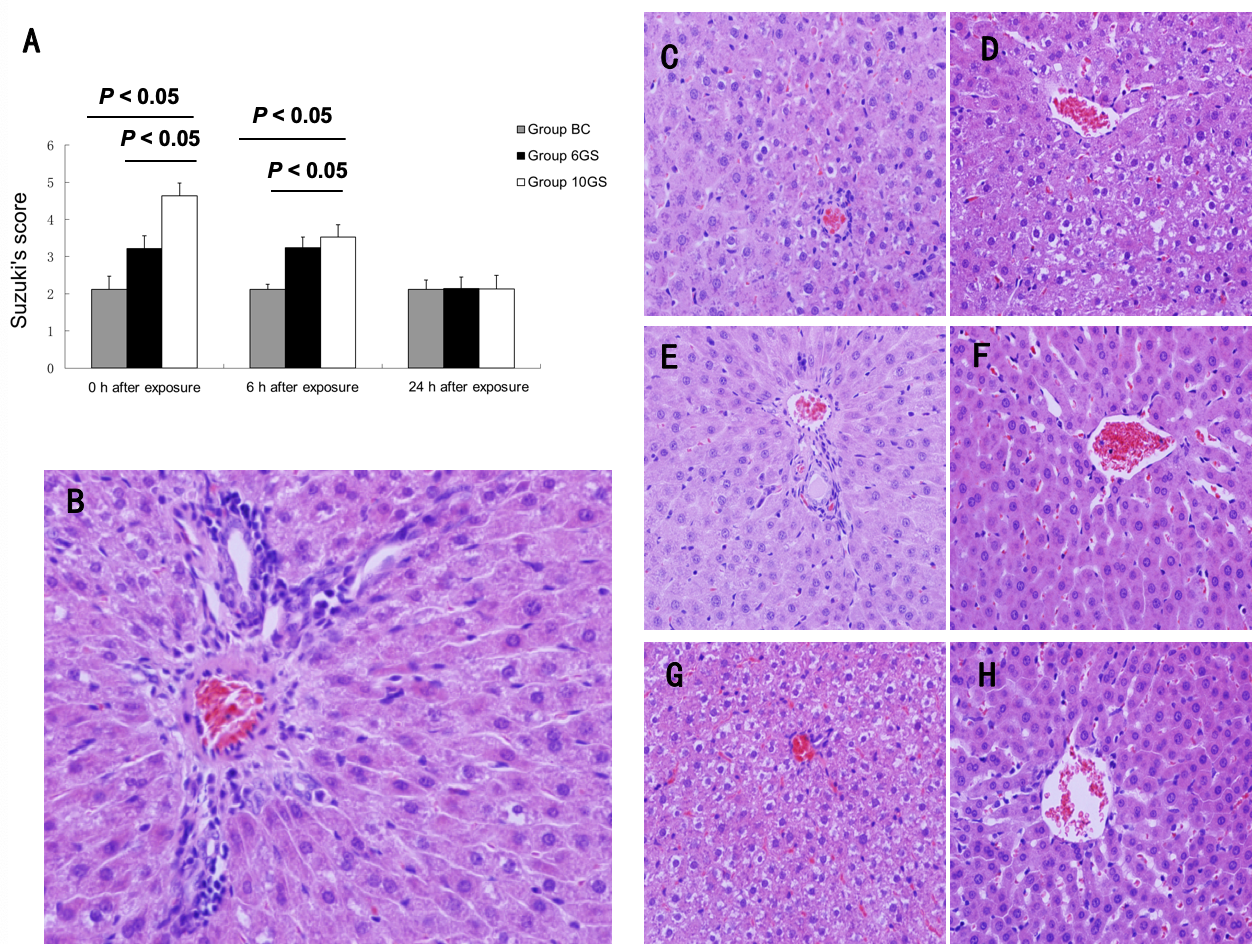 A
P < 0.05
P < 0.05
P < 0.05
P < 0.05
Group BC
Group 6GS
Group 10GS
Suzuki's score
6
5
4
3
2
1
0
0 h after exposure
6 h after exposure
24 h after exposure
B
C
D
E
F
G
H